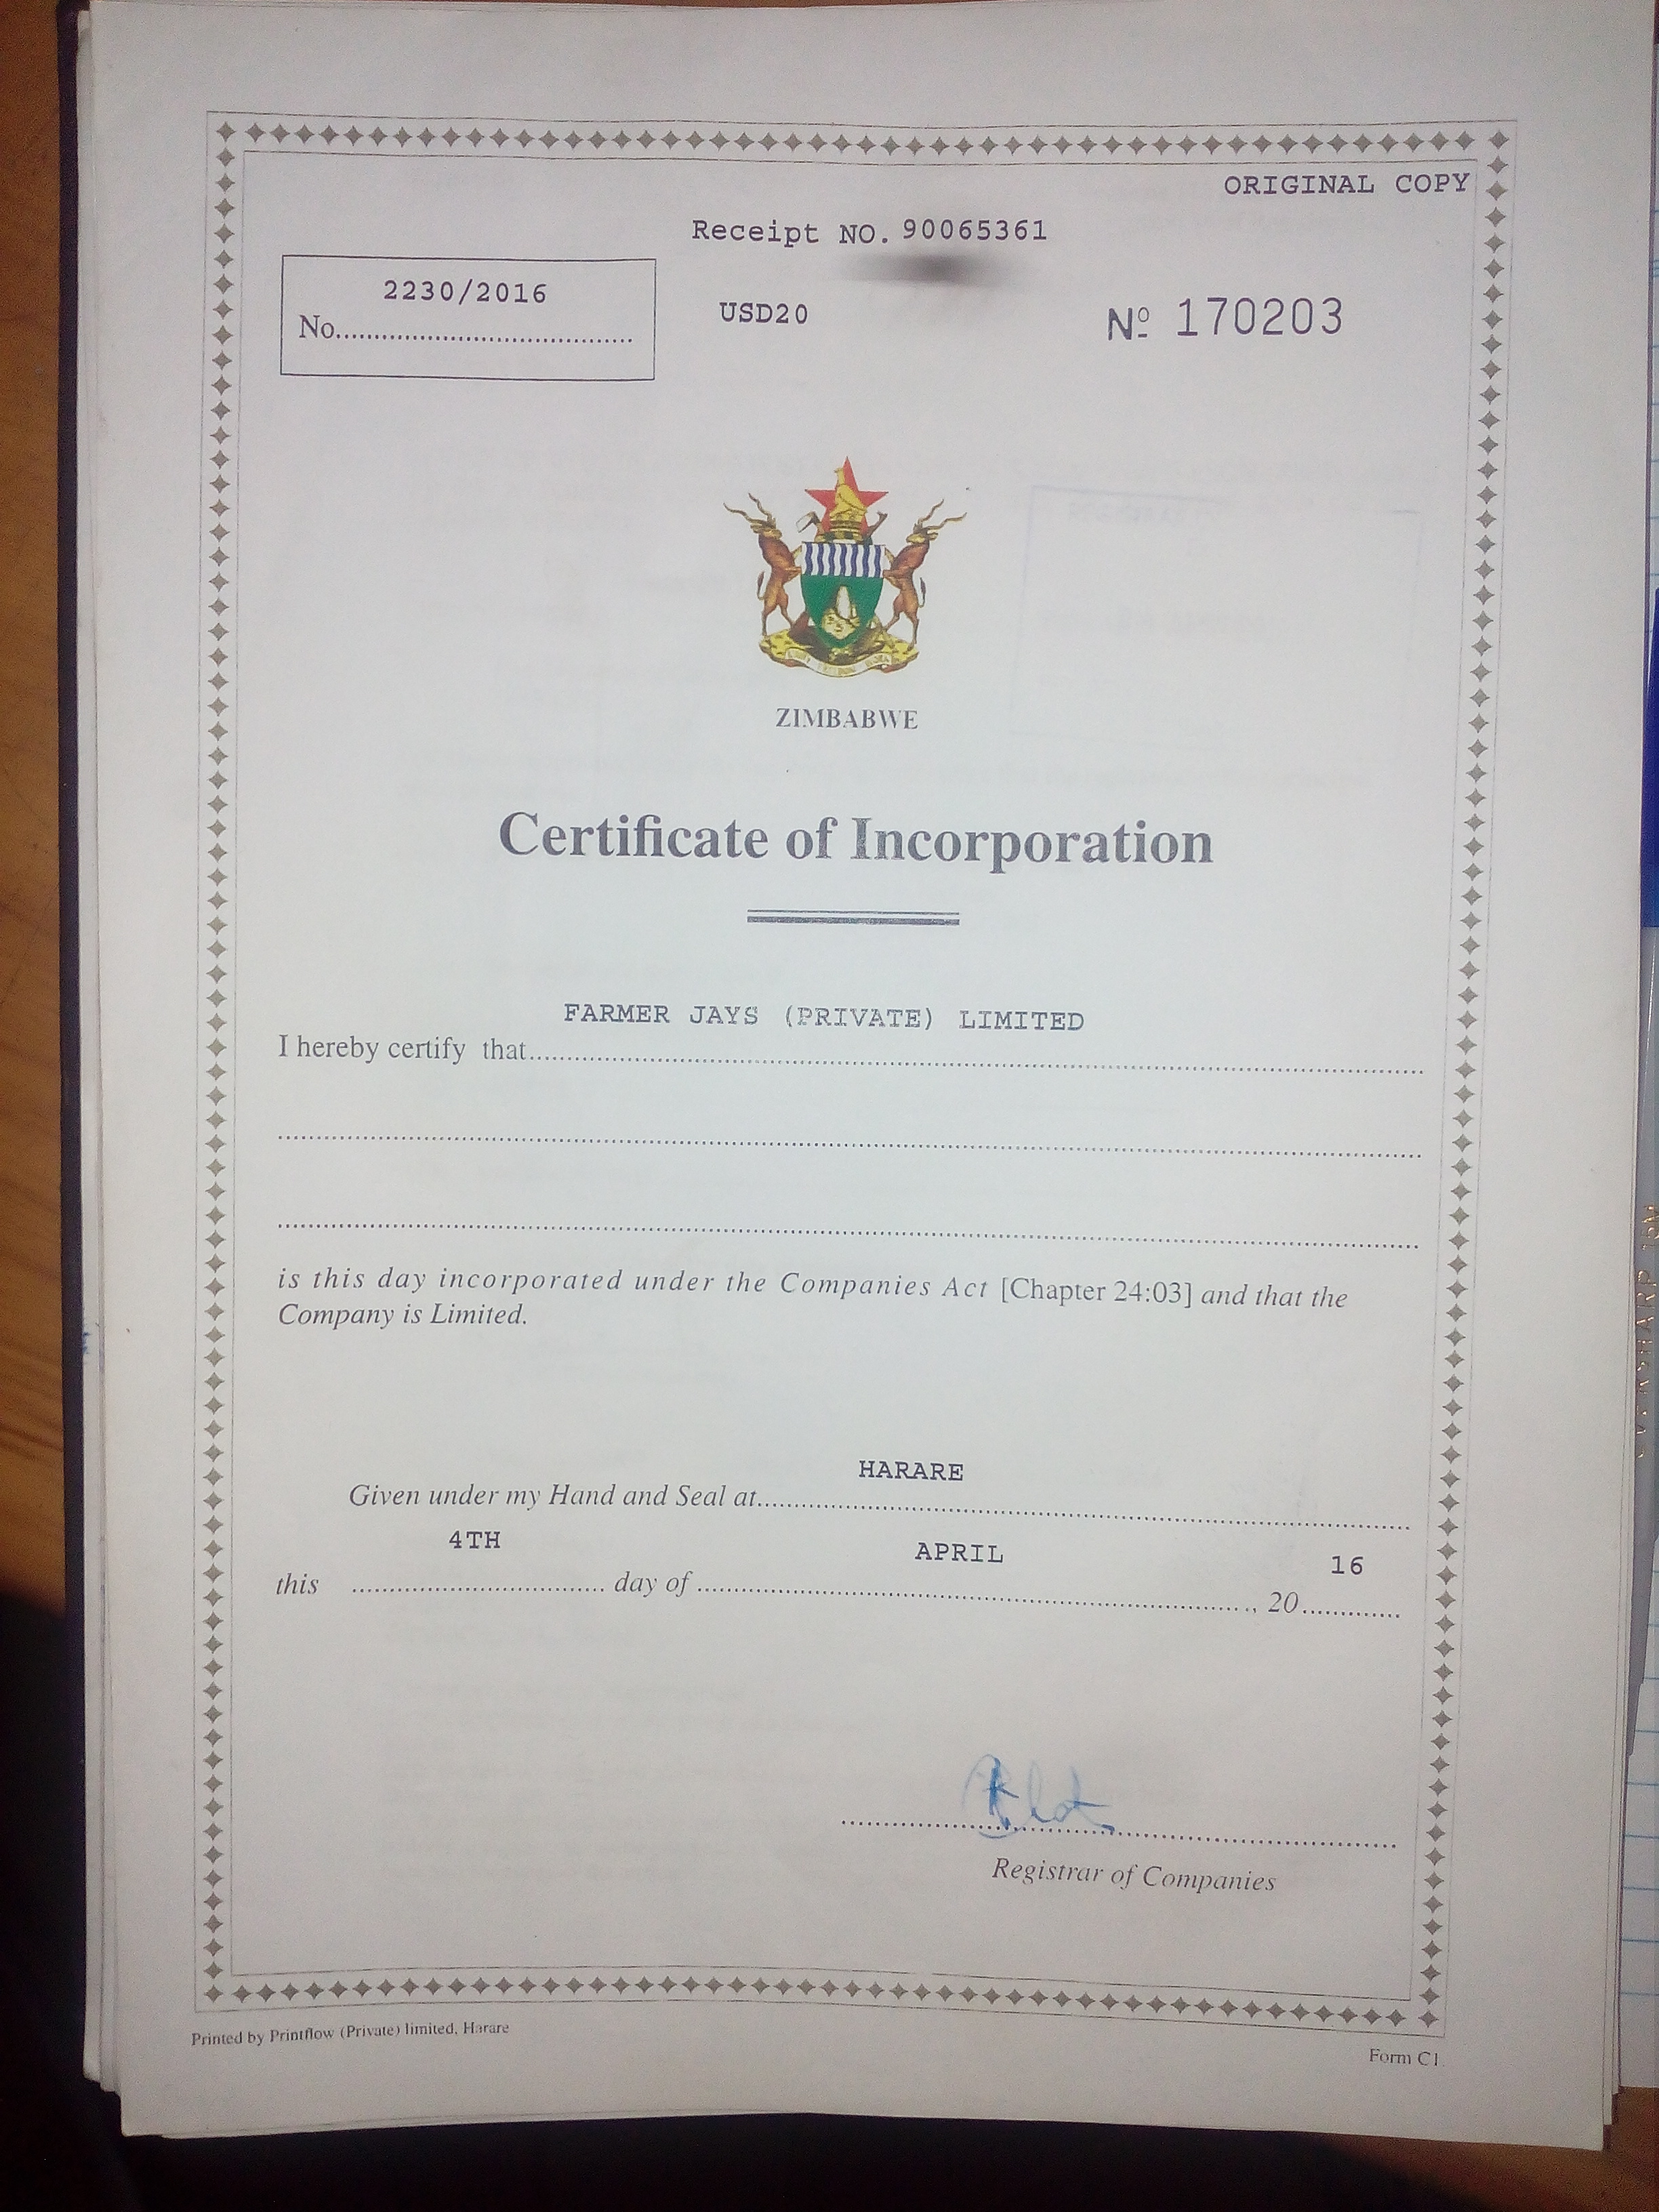 ORIGINAL COPY
Receipt NO. 90065361
2230/2016
No......................................
USD20
Nº 170203
ZIMBABWE
Certificate of Incorporation
FARMER JAYS (PRIVATE) LIMITED
I hereby certify that......................................
is this day incorporated under the Companies Act [Chapter 24:03] and that the
Company is Limited.
HARARE
Given under my Hand and Seal at......................................
4TH APRIL 16
this .................... day of ...................................... , 20..............
Registrar of Companies
Printed by Printflow (Private) limited, Harare
Form C1.